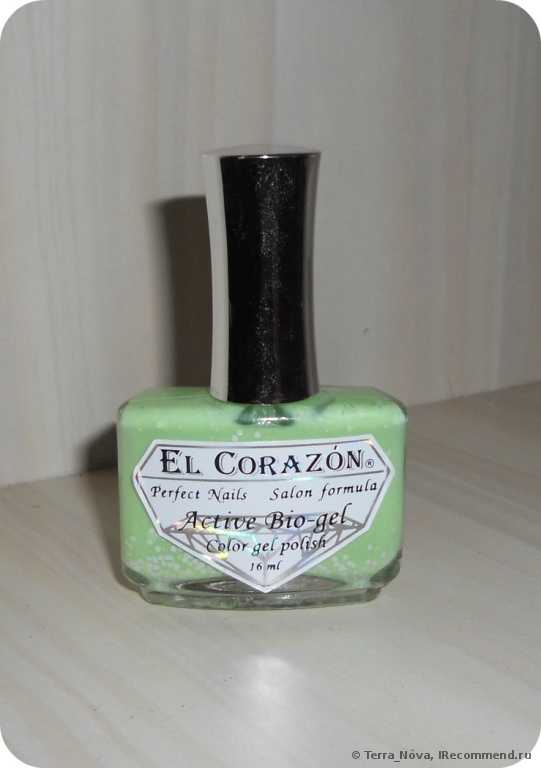 EL CORAZÓN®
Perfect Nails Salon formula
Active Bio-gel
Color gel polish
16 ml
© Terra_Nova, IRecommend.ru